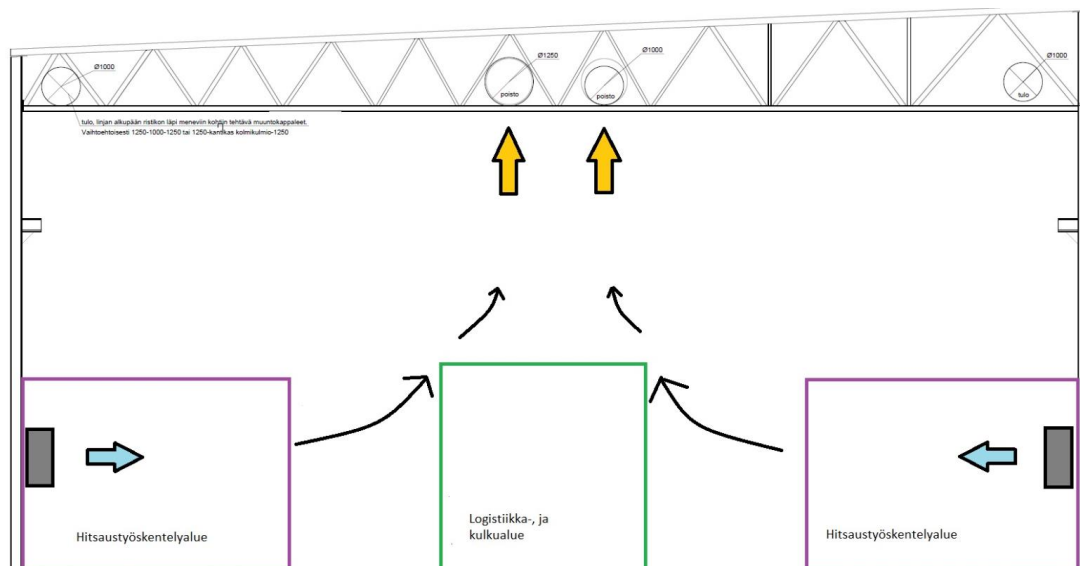 Ø1000
Ø1250
Ø1000
Ø1000
poisto
poisto
tulo
tulo, linjan alkupään ristikon läpi meneviin kohtiin tehtävä muuntokappaleet.
Vaihtoehtoisesti 1250-1000-1250 tai 1250-kantikas kolmikulmio-1250
Hitsaustyöskentelyalue
Logistiikka-, ja
kulkualue
Hitsaustyöskentelyalue